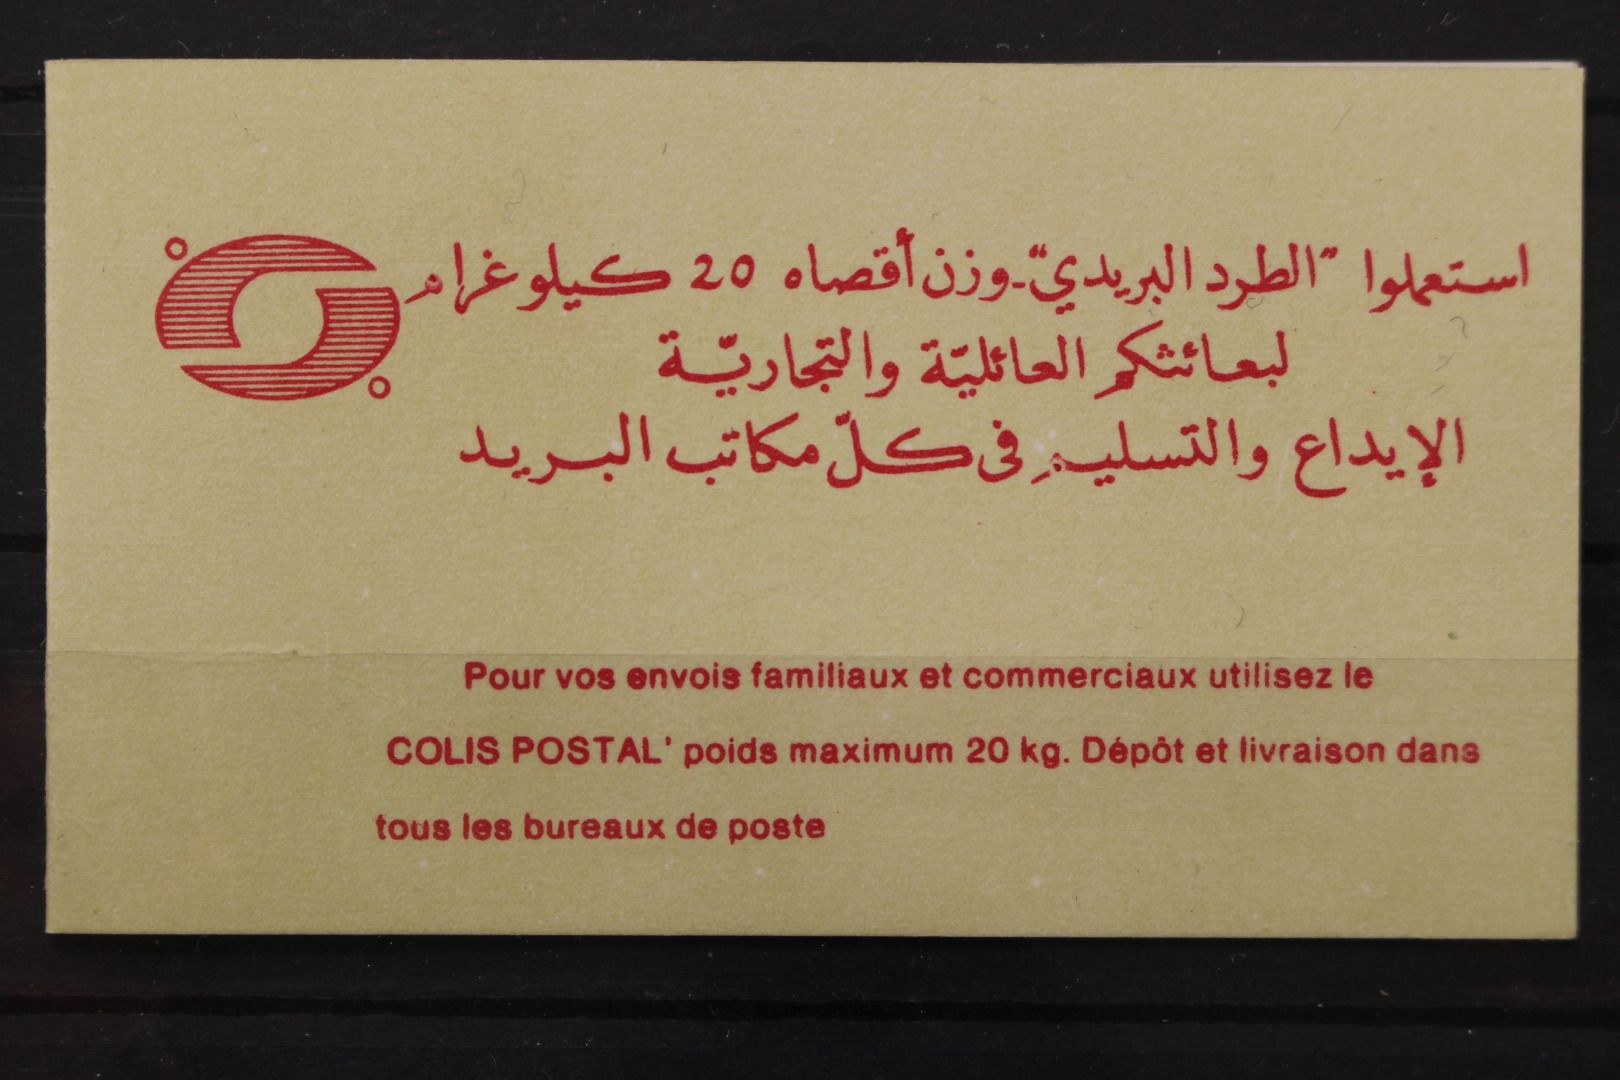 استعملوا "الطرد البريديّ" - وزن أقصاه 20 كيلوغرام
لبعائثكم العائليّة والتجاريّة
الإيداع والتسليم في كلّ مكاتب البريد
Pour vos envois familiaux et commerciaux utilisez le
COLIS POSTAL' poids maximum 20 kg. Dépôt et livraison dans
tous les bureaux de poste